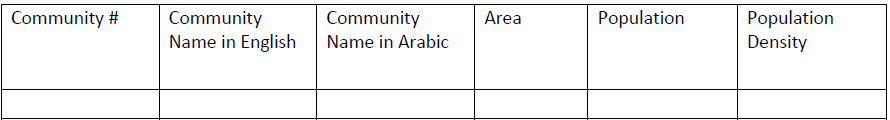 Community #
Community
Name in English
Community
Name in Arabic
Area
Population
Population
Density